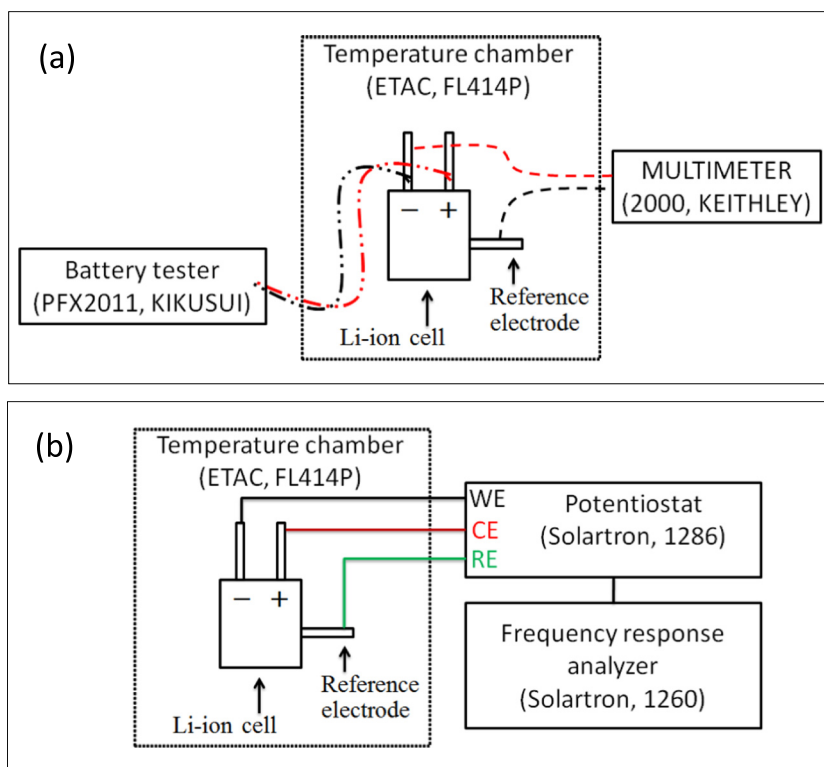 (a)
Temperature chamber
(ETAC, FL414P)
MULTIMETER
(2000, KEITHLEY)
− +
Battery tester
(PFX2011, KIKUSUI)
Reference
electrode
Li-ion cell
(b)
Temperature chamber
(ETAC, FL414P)
WE
CE
RE
Potentiostat
(Solartron, 1286)
− +
Frequency response
analyzer
(Solartron, 1260)
Reference
electrode
Li-ion cell